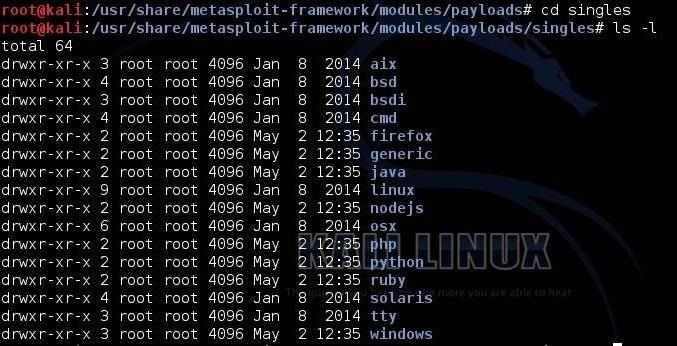 root@kali:/usr/share/metasploit-framework/modules/payloads# cd singles
root@kali:/usr/share/metasploit-framework/modules/payloads/singles# ls -l
total 64
drwxr-xr-x 3 root root 4096 Jan  8  2014 aix
drwxr-xr-x 4 root root 4096 Jan  8  2014 bsd
drwxr-xr-x 3 root root 4096 Jan  8  2014 bsdi
drwxr-xr-x 4 root root 4096 Jan  8  2014 cmd
drwxr-xr-x 2 root root 4096 May  2 12:35 firefox
drwxr-xr-x 2 root root 4096 May  2 12:35 generic
drwxr-xr-x 2 root root 4096 May  2 12:35 java
drwxr-xr-x 9 root root 4096 Jan  8  2014 linux
drwxr-xr-x 2 root root 4096 May  2 12:35 nodejs
drwxr-xr-x 6 root root 4096 Jan  8  2014 osx
drwxr-xr-x 2 root root 4096 May  2 12:35 php
drwxr-xr-x 2 root root 4096 May  2 12:35 python
drwxr-xr-x 2 root root 4096 May  2 12:35 ruby
drwxr-xr-x 4 root root 4096 Jan  8  2014 solaris
drwxr-xr-x 3 root root 4096 Jan  8  2014 tty
drwxr-xr-x 2 root root 4096 May  2 12:35 windows
KALI LINUX
the more you are able to hear